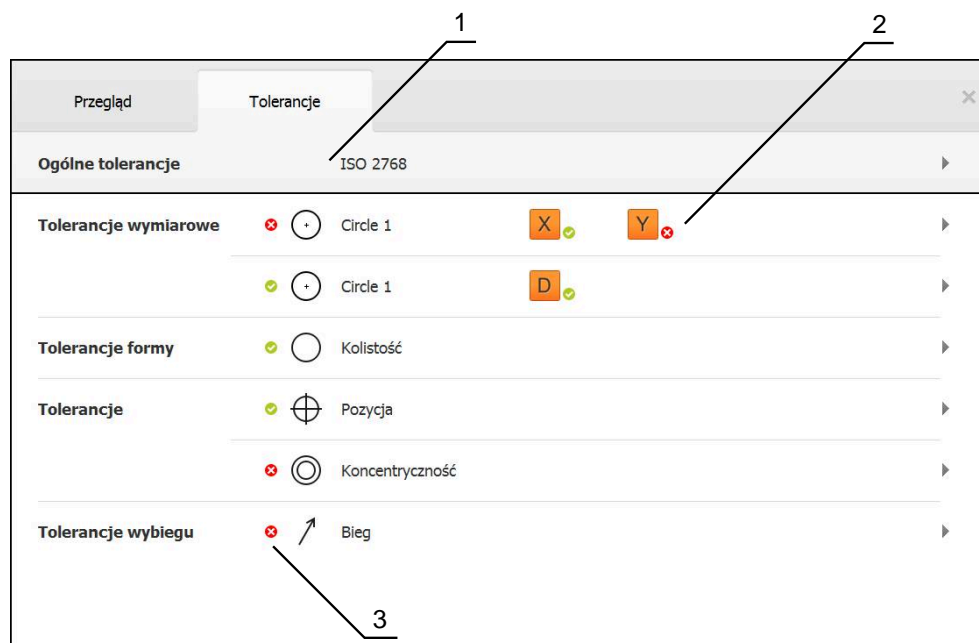 1
2
Przegląd Tolerancje ×
Ogólne tolerancje ISO 2768
Tolerancje wymiarowe Circle 1 X Y
Circle 1 D
Tolerancje formy Kolistość
Tolerancje Pozycja
Koncentryczność
Tolerancje wybiegu Bieg
3